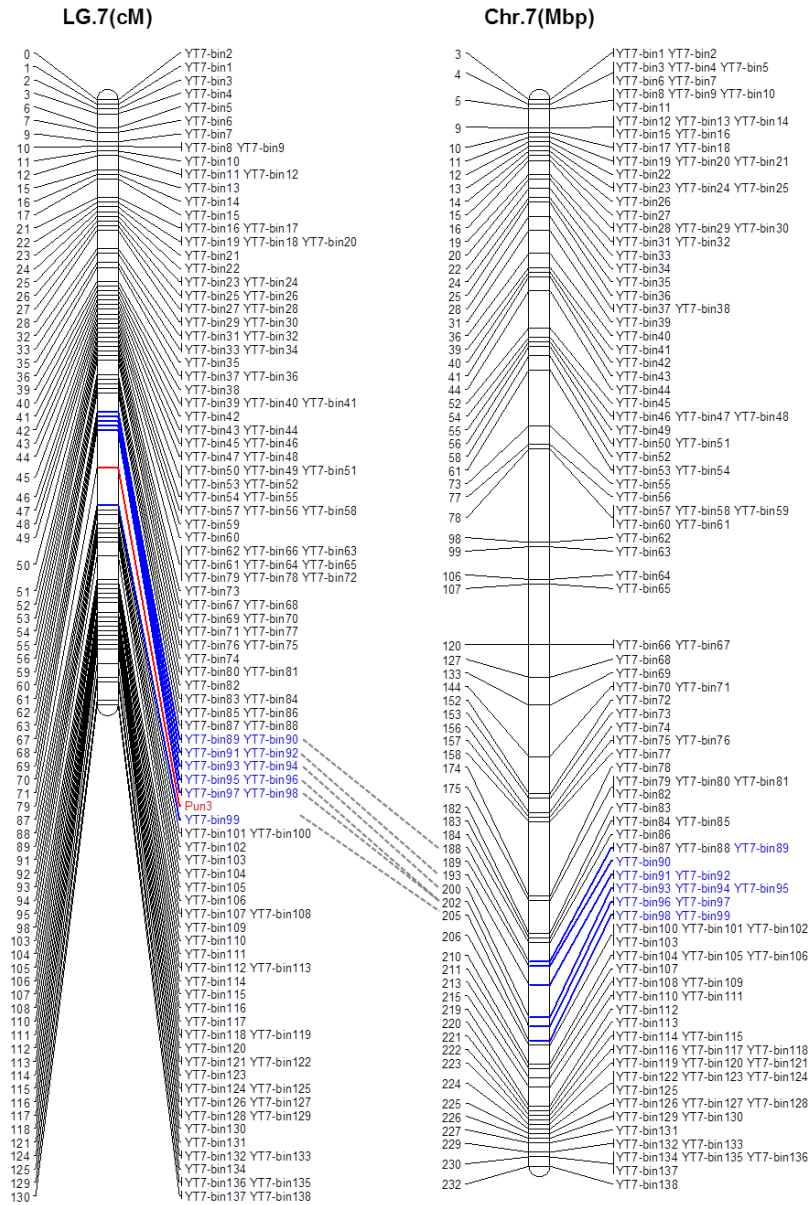 LG.7(cM)
0 YT7-bin2
1 YT7-bin1
2 YT7-bin3
3 YT7-bin4
6 YT7-bin5
7 YT7-bin6
9 YT7-bin7
10 YT7-bin8 YT7-bin9
11 YT7-bin10
12 YT7-bin11 YT7-bin12
15 YT7-bin13
16 YT7-bin14
17 YT7-bin15
21 YT7-bin16 YT7-bin17
22 YT7-bin19 YT7-bin18 YT7-bin20
23 YT7-bin21
24 YT7-bin22
25 YT7-bin23 YT7-bin24
26 YT7-bin25 YT7-bin26
27 YT7-bin27 YT7-bin28
28 YT7-bin29 YT7-bin30
32 YT7-bin31 YT7-bin32
33 YT7-bin33 YT7-bin34
35 YT7-bin35
36 YT7-bin37 YT7-bin36
39 YT7-bin38
40 YT7-bin39 YT7-bin40 YT7-bin41
41 YT7-bin42
42 YT7-bin43 YT7-bin44
43 YT7-bin45 YT7-bin46
44 YT7-bin47 YT7-bin48
45 YT7-bin50 YT7-bin49 YT7-bin51
YT7-bin53 YT7-bin52
46 YT7-bin54 YT7-bin55
47 YT7-bin57 YT7-bin56 YT7-bin58
48 YT7-bin59
49 YT7-bin60
YT7-bin62 YT7-bin66 YT7-bin63
50 YT7-bin61 YT7-bin64 YT7-bin65
YT7-bin79 YT7-bin78 YT7-bin72
51 YT7-bin73
52 YT7-bin67 YT7-bin68
53 YT7-bin69 YT7-bin70
54 YT7-bin71 YT7-bin77
55 YT7-bin76 YT7-bin75
56 YT7-bin74
59 YT7-bin80 YT7-bin81
60 YT7-bin82
61 YT7-bin83 YT7-bin84
62 YT7-bin85 YT7-bin86
63 YT7-bin87 YT7-bin88
67 YT7-bin89 YT7-bin90
68 YT7-bin91 YT7-bin92
69 YT7-bin93 YT7-bin94
70 YT7-bin95 YT7-bin96
71 YT7-bin97 YT7-bin98
79 Pun3
87 YT7-bin99
88 YT7-bin101 YT7-bin100
89 YT7-bin102
91 YT7-bin103
92 YT7-bin104
93 YT7-bin105
94 YT7-bin106
95 YT7-bin107 YT7-bin108
98 YT7-bin109
103 YT7-bin110
104 YT7-bin111
105 YT7-bin112 YT7-bin113
106 YT7-bin114
107 YT7-bin115
108 YT7-bin116
110 YT7-bin117
111 YT7-bin118 YT7-bin119
112 YT7-bin120
113 YT7-bin121 YT7-bin122
114 YT7-bin123
115 YT7-bin124 YT7-bin125
116 YT7-bin126 YT7-bin127
117 YT7-bin128 YT7-bin129
118 YT7-bin130
121 YT7-bin131
124 YT7-bin132 YT7-bin133
125 YT7-bin134
129 YT7-bin136 YT7-bin135
130 YT7-bin137 YT7-bin138
Chr.7(Mbp)
3 YT7-bin1 YT7-bin2
4 YT7-bin3 YT7-bin4 YT7-bin5
YT7-bin6 YT7-bin7
5 YT7-bin8 YT7-bin9 YT7-bin10
YT7-bin11
9 YT7-bin12 YT7-bin13 YT7-bin14
YT7-bin15 YT7-bin16
10 YT7-bin17 YT7-bin18
11 YT7-bin19 YT7-bin20 YT7-bin21
12 YT7-bin22
13 YT7-bin23 YT7-bin24 YT7-bin25
14 YT7-bin26
15 YT7-bin27
16 YT7-bin28 YT7-bin29 YT7-bin30
19 YT7-bin31 YT7-bin32
20 YT7-bin33
22 YT7-bin34
24 YT7-bin35
25 YT7-bin36
28 YT7-bin37 YT7-bin38
31 YT7-bin39
36 YT7-bin40
39 YT7-bin41
40 YT7-bin42
41 YT7-bin43
44 YT7-bin44
52 YT7-bin45
54 YT7-bin46 YT7-bin47 YT7-bin48
55 YT7-bin49
56 YT7-bin50 YT7-bin51
58 YT7-bin52
61 YT7-bin53 YT7-bin54
73 YT7-bin55
77 YT7-bin56
78 YT7-bin57 YT7-bin58 YT7-bin59
YT7-bin60 YT7-bin61
98 YT7-bin62
99 YT7-bin63
106 YT7-bin64
107 YT7-bin65
120 YT7-bin66 YT7-bin67
127 YT7-bin68
133 YT7-bin69
144 YT7-bin70 YT7-bin71
152 YT7-bin72
153 YT7-bin73
156 YT7-bin74
157 YT7-bin75 YT7-bin76
158 YT7-bin77
174 YT7-bin78
175 YT7-bin79 YT7-bin80 YT7-bin81
YT7-bin82
182 YT7-bin83
183 YT7-bin84 YT7-bin85
184 YT7-bin86
188 YT7-bin87 YT7-bin88 YT7-bin89
189 YT7-bin90
193 YT7-bin91 YT7-bin92
200 YT7-bin93 YT7-bin94 YT7-bin95
202 YT7-bin96 YT7-bin97
205 YT7-bin98 YT7-bin99
206 YT7-bin100 YT7-bin101 YT7-bin102
YT7-bin103
210 YT7-bin104 YT7-bin105 YT7-bin106
211 YT7-bin107
213 YT7-bin108 YT7-bin109
215 YT7-bin110 YT7-bin111
219 YT7-bin112
220 YT7-bin113
221 YT7-bin114 YT7-bin115
222 YT7-bin116 YT7-bin117 YT7-bin118
223 YT7-bin119 YT7-bin120 YT7-bin121
224 YT7-bin122 YT7-bin123 YT7-bin124
YT7-bin125
225 YT7-bin126 YT7-bin127 YT7-bin128
226 YT7-bin129 YT7-bin130
227 YT7-bin131
229 YT7-bin132 YT7-bin133
230 YT7-bin134 YT7-bin135 YT7-bin136
YT7-bin137
232 YT7-bin138